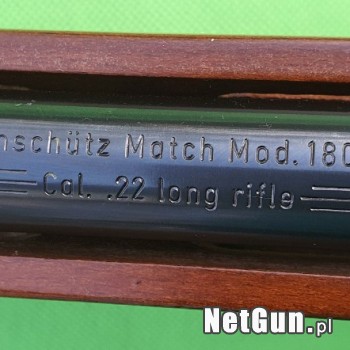 nschütz Match Mod. 180
Cal. .22 long rifle
NetGun.pl